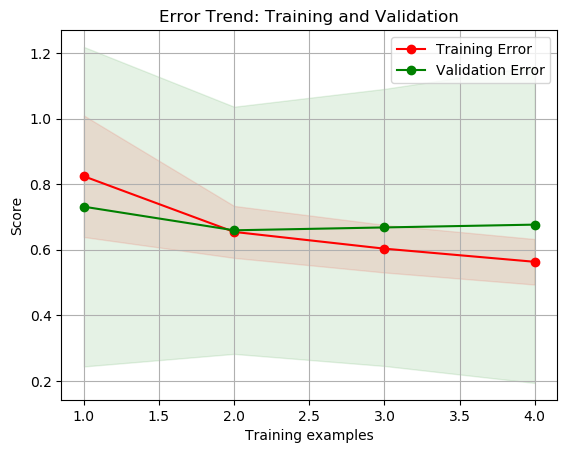 Error Trend: Training and Validation
Training Error
Validation Error
Score
1.2
1.0
0.8
0.6
0.4
0.2
1.0 1.5 2.0 2.5 3.0 3.5 4.0
Training examples